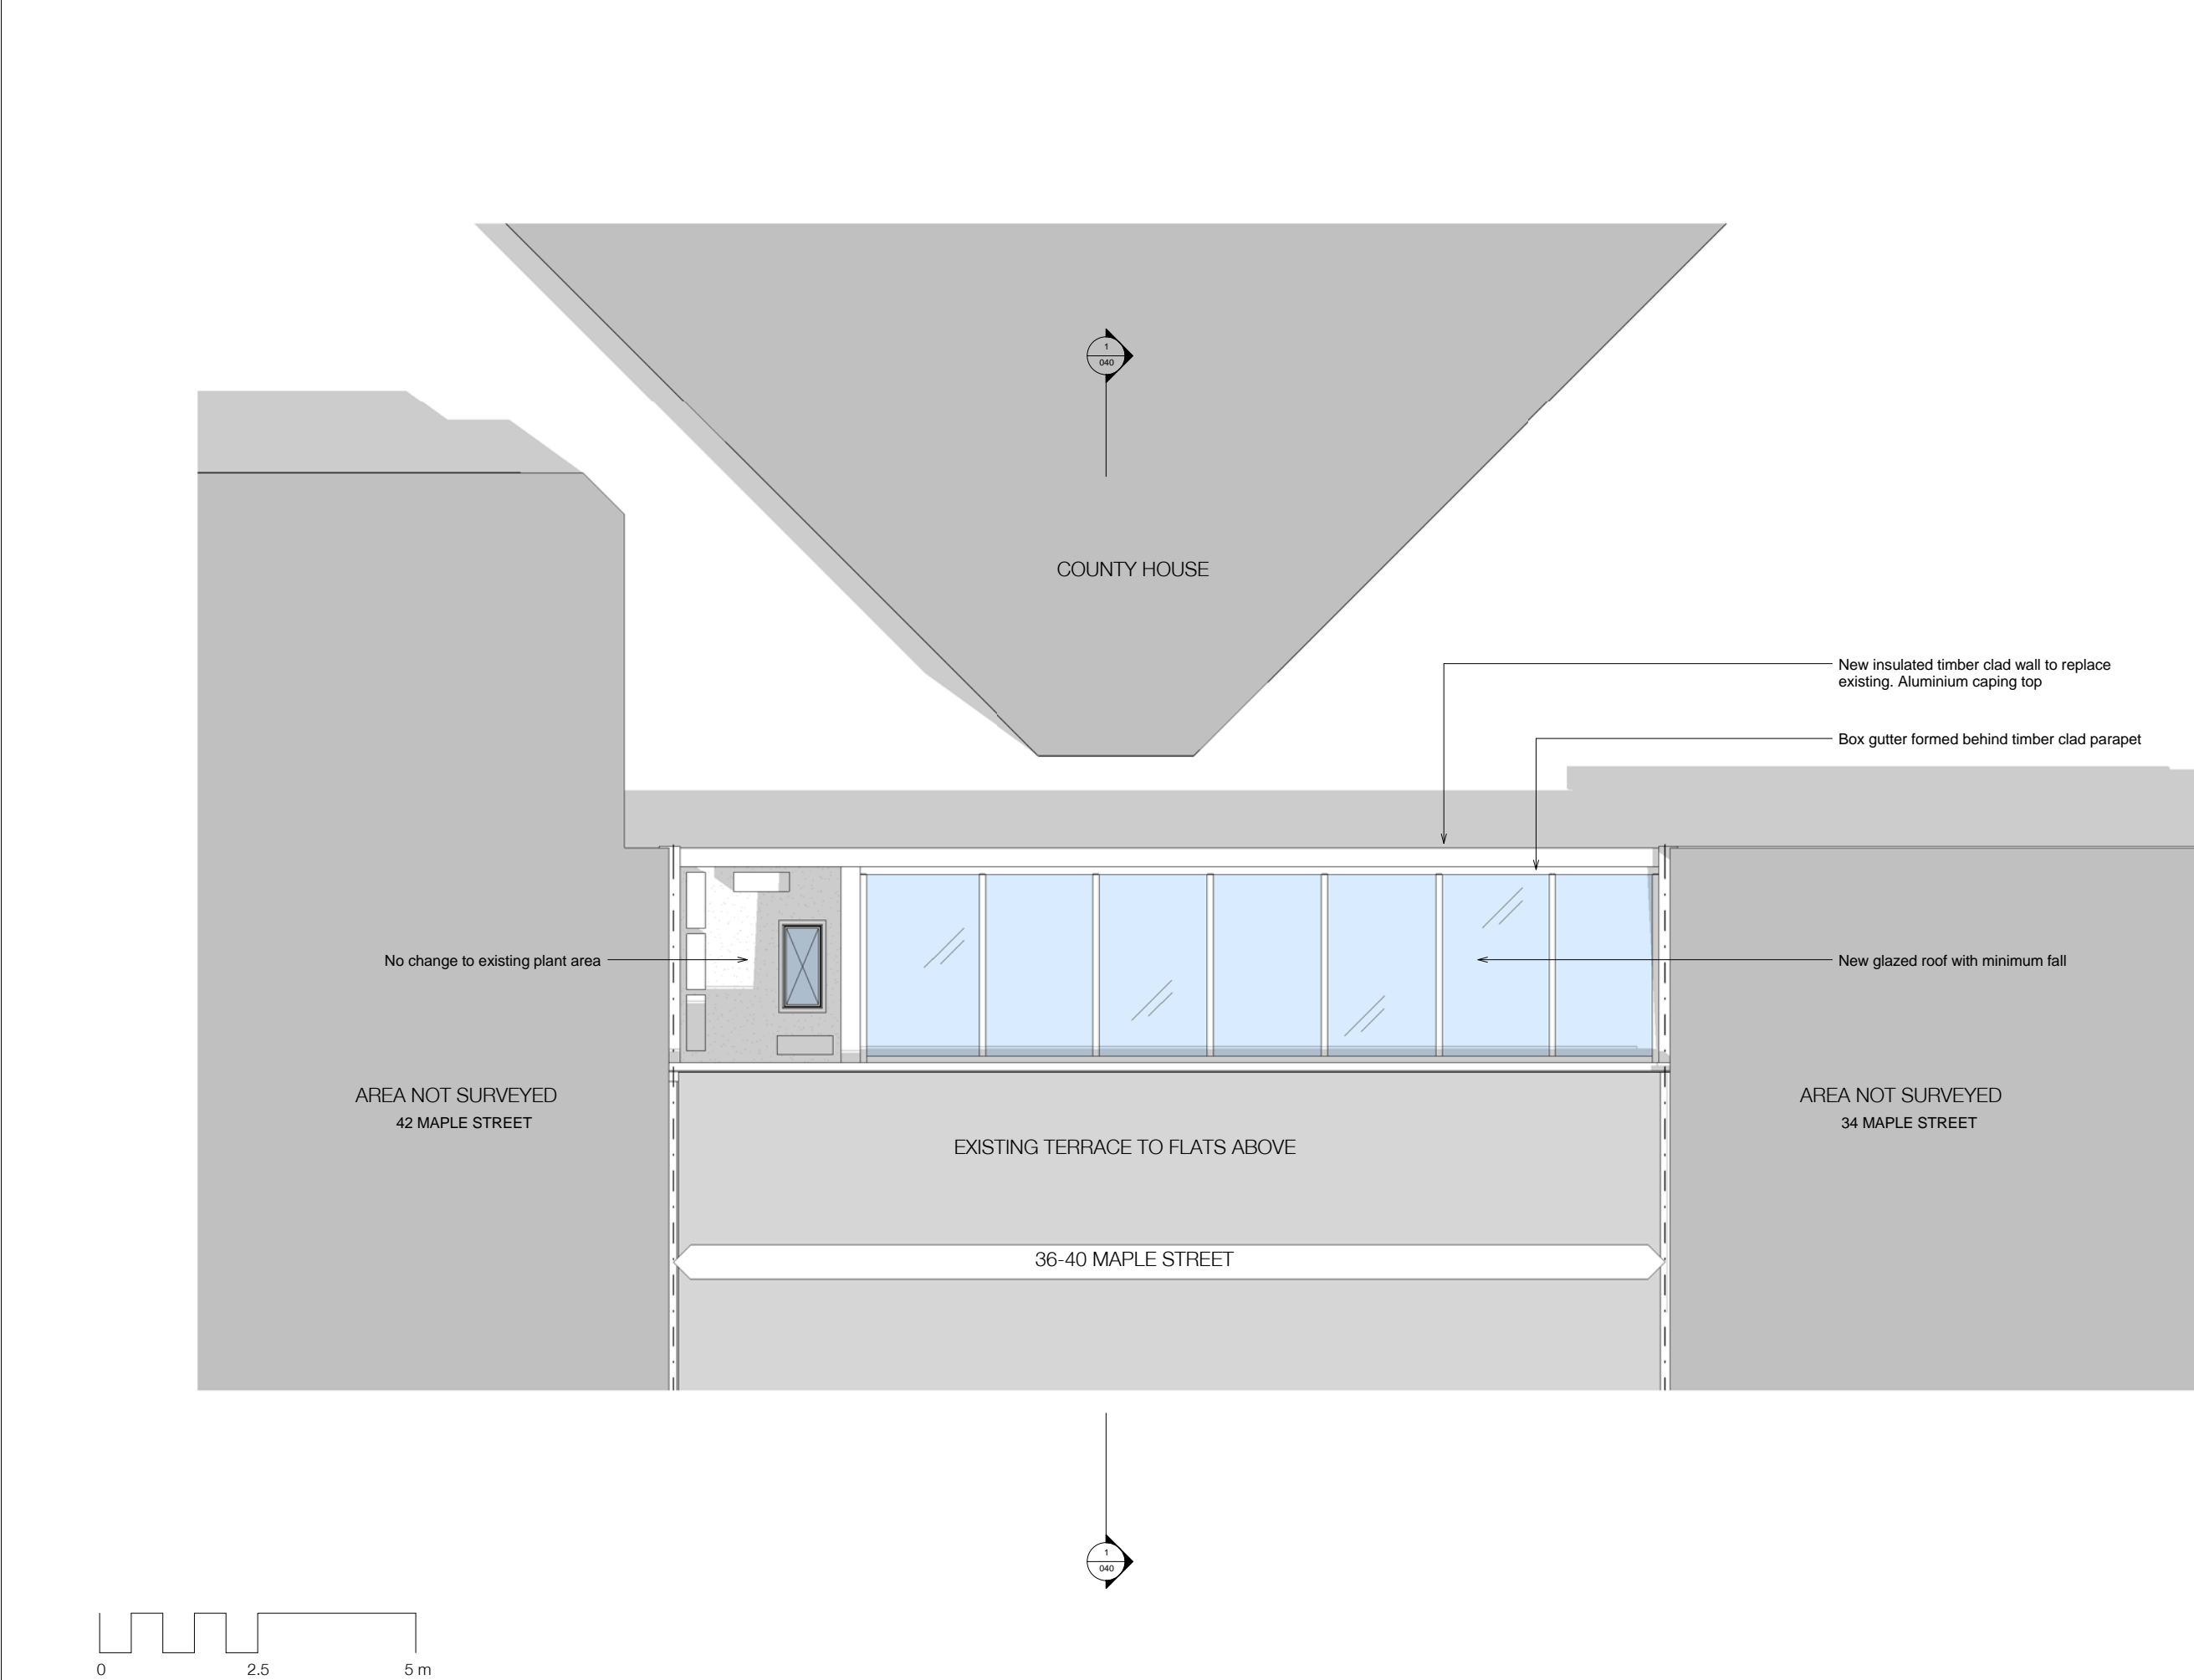 1
040
COUNTY HOUSE
New insulated timber clad wall to replace
existing. Aluminium caping top
Box gutter formed behind timber clad parapet
No change to existing plant area
New glazed roof with minimum fall
AREA NOT SURVEYED
42 MAPLE STREET
AREA NOT SURVEYED
34 MAPLE STREET
EXISTING TERRACE TO FLATS ABOVE
36-40 MAPLE STREET
1
040
0 2.5 5 m